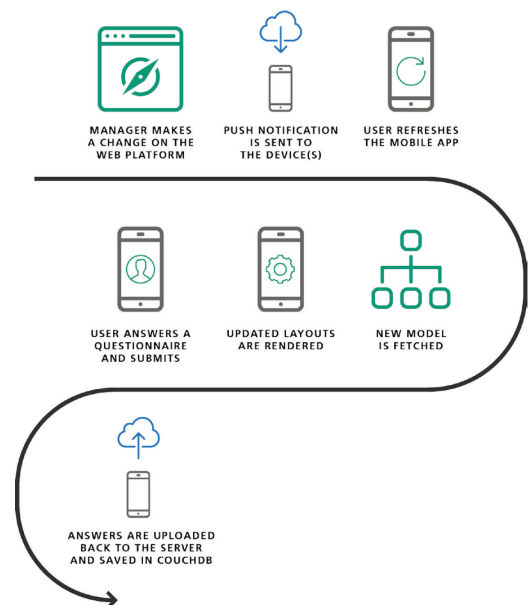 MANAGER MAKES
A CHANGE ON THE
WEB PLATFORM
PUSH NOTIFICATION
IS SENT TO
THE DEVICE(S)
USER REFRESHES
THE MOBILE APP
USER ANSWERS A
QUESTIONNAIRE
AND SUBMITS
UPDATED LAYOUTS
ARE RENDERED
NEW MODEL
IS FETCHED
ANSWERS ARE UPLOADED
BACK TO THE SERVER
AND SAVED IN COUCHDB